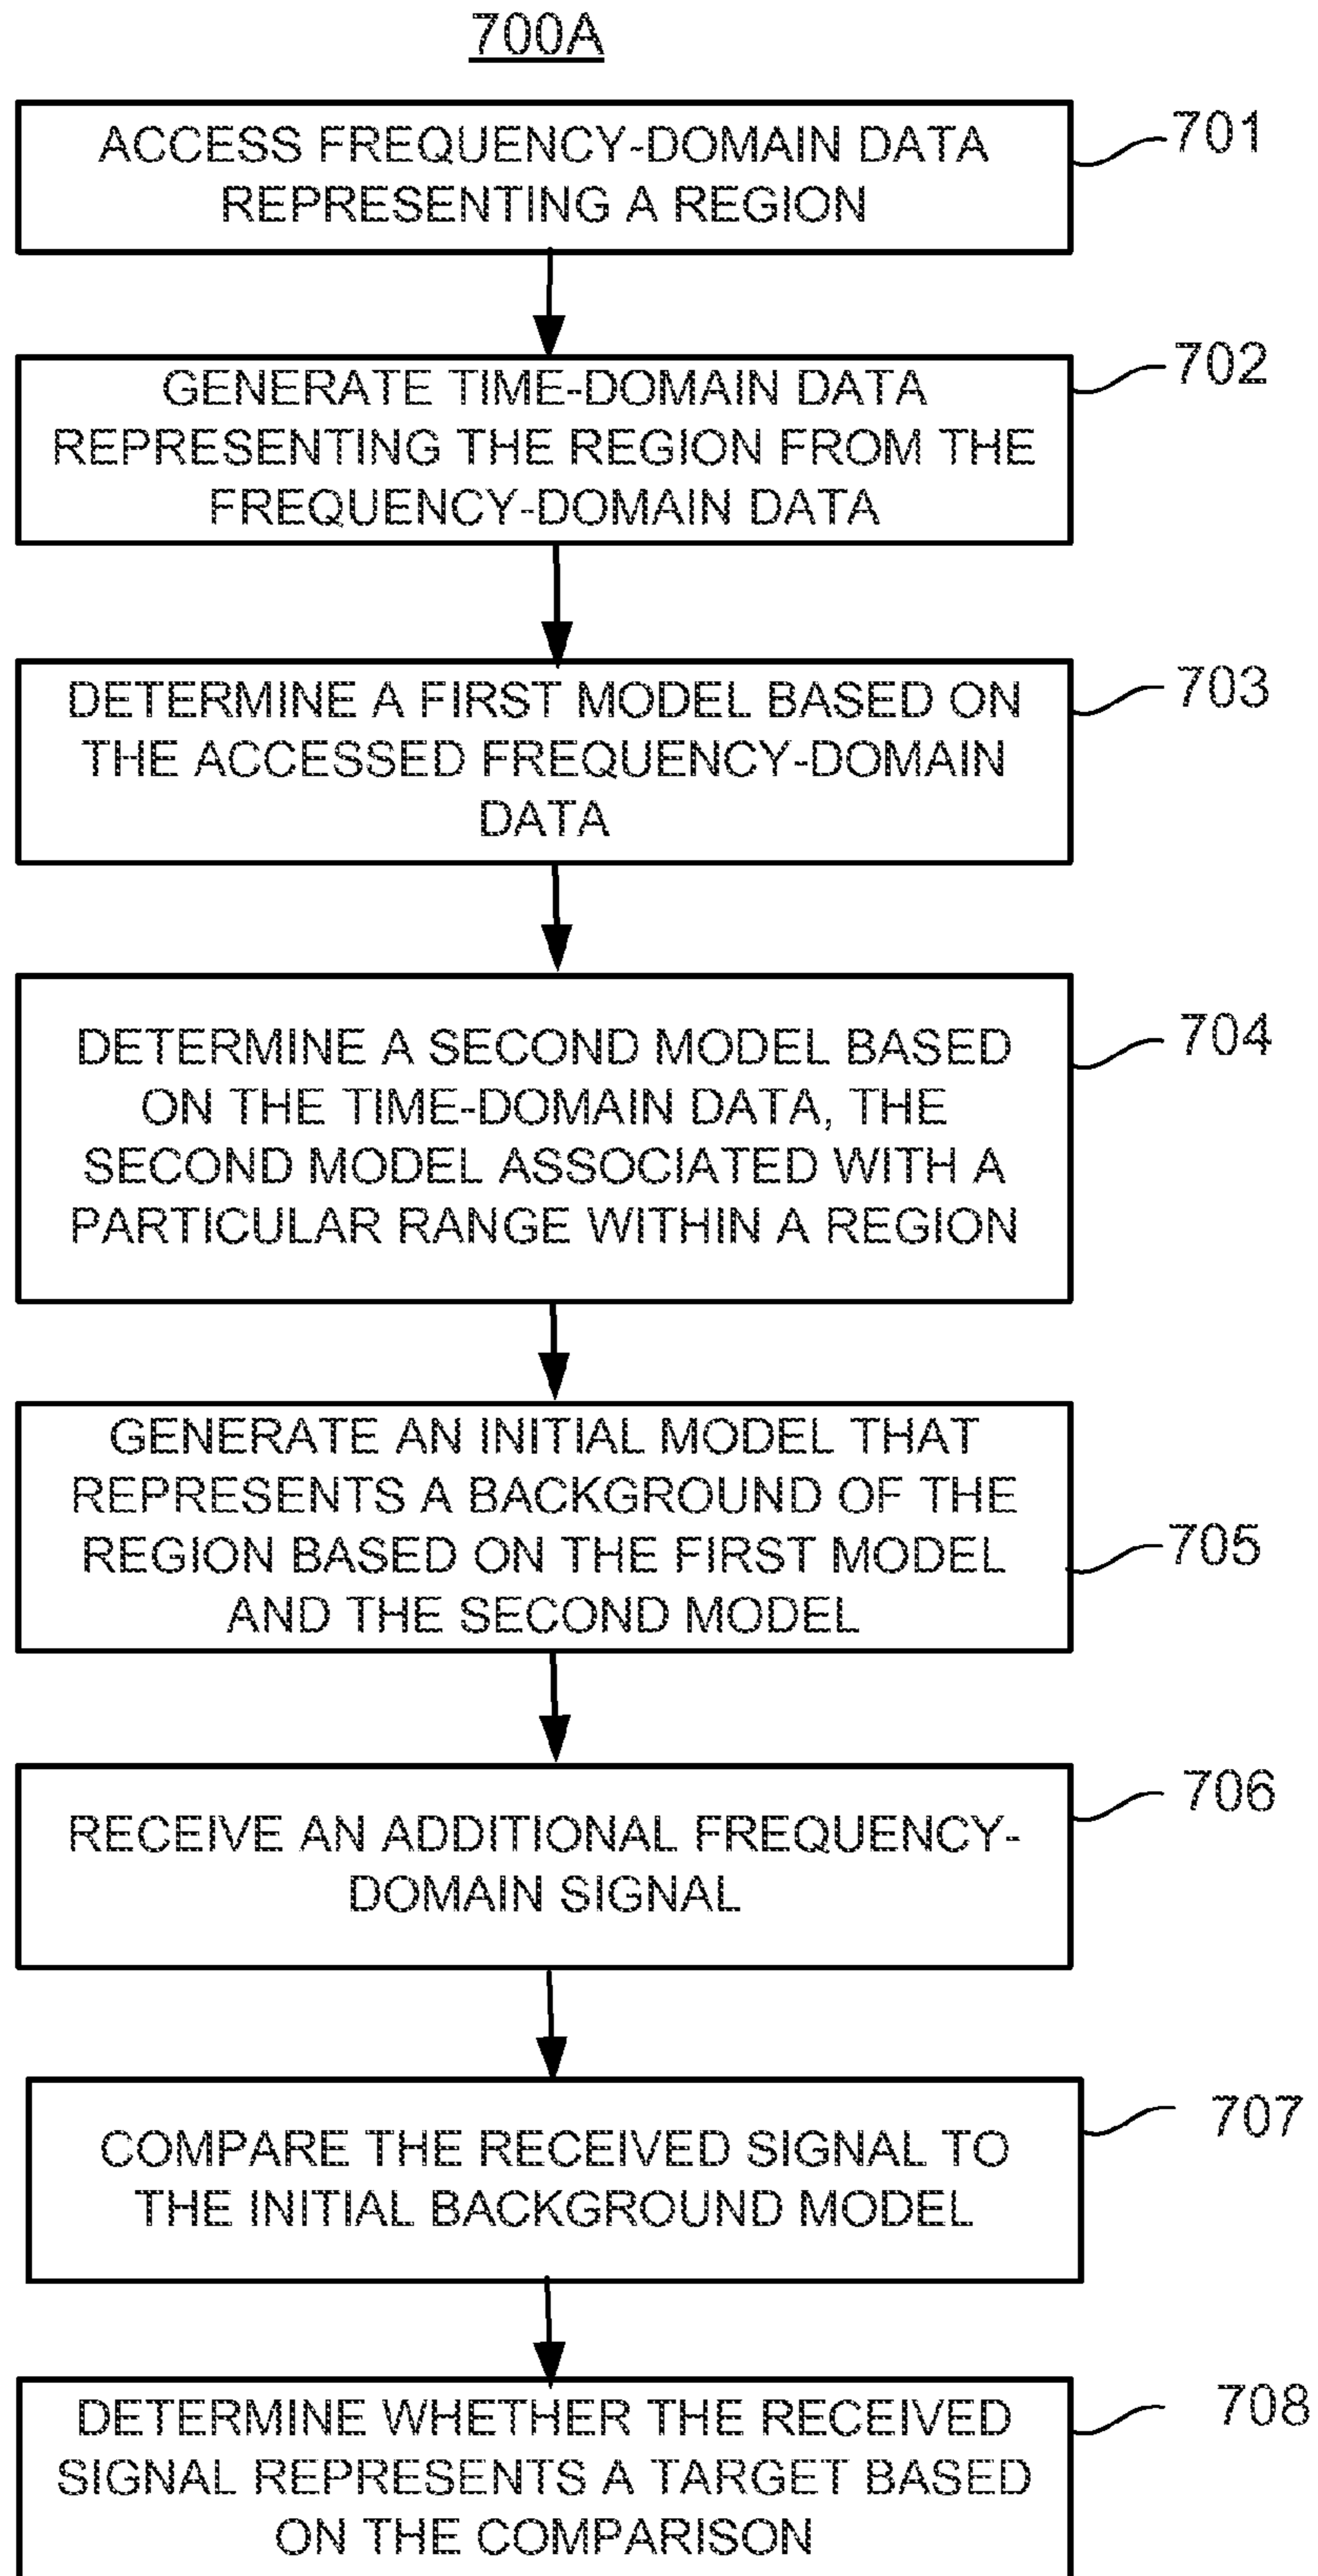 700A
ACCESS FREQUENCY-DOMAIN DATA
REPRESENTING A REGION
701
GENERATE TIME-DOMAIN DATA
REPRESENTING THE REGION FROM THE
FREQUENCY-DOMAIN DATA
702
DETERMINE A FIRST MODEL BASED ON
THE ACCESSED FREQUENCY-DOMAIN
DATA
703
DETERMINE A SECOND MODEL BASED
ON THE TIME-DOMAIN DATA, THE
SECOND MODEL ASSOCIATED WITH A
PARTICULAR RANGE WITHIN A REGION
704
GENERATE AN INITIAL MODEL THAT
REPRESENTS A BACKGROUND OF THE
REGION BASED ON THE FIRST MODEL
AND THE SECOND MODEL
705
RECEIVE AN ADDITIONAL FREQUENCY-
DOMAIN SIGNAL
706
COMPARE THE RECEIVED SIGNAL TO
THE INITIAL BACKGROUND MODEL
707
DETERMINE WHETHER THE RECEIVED
SIGNAL REPRESENTS A TARGET BASED
ON THE COMPARISON
708